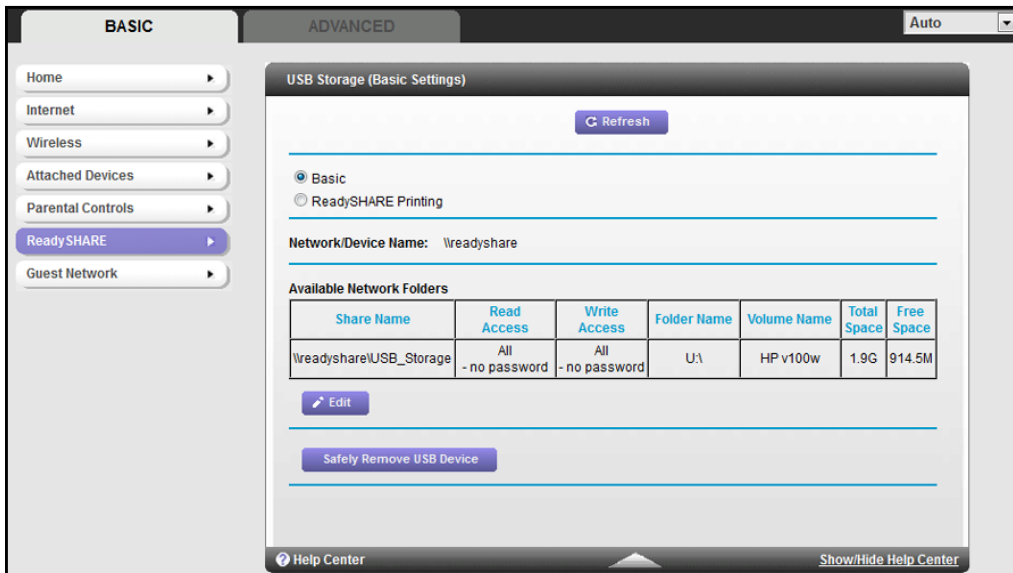 BASIC
ADVANCED
Auto
Home
Internet
Wireless
Attached Devices
Parental Controls
ReadySHARE
Guest Network
USB Storage (Basic Settings)
Refresh
Basic
ReadySHARE Printing
Network/Device Name: \\readyshare
Available Network Folders
Share Name Read Access Write Access Folder Name Volume Name Total Space Free Space
\\readyshare\USB_Storage All - no password All - no password U:\ HP v100w 1.9G 914.5M
Edit
Safely Remove USB Device
Help Center
Show/Hide Help Center